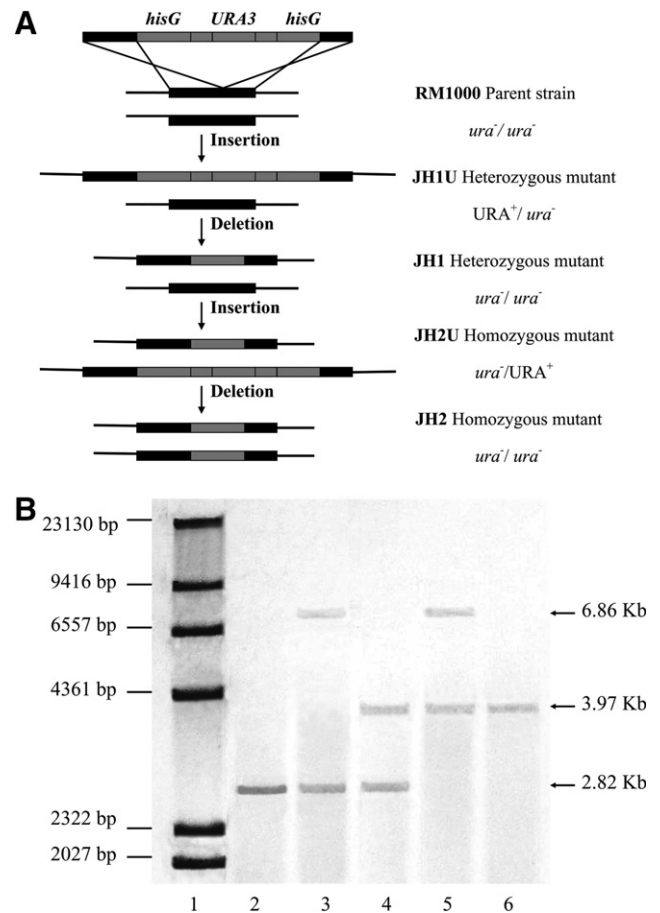 A
hisG URA3 hisG
RM1000 Parent strain
ura-/ ura-
Insertion
JH1U Heterozygous mutant
URA+/ ura-
Deletion
JH1 Heterozygous mutant
ura-/ ura-
Insertion
JH2U Homozygous mutant
ura-/URA+
Deletion
JH2 Homozygous mutant
ura-/ ura-
B
23130 bp
9416 bp
6557 bp
4361 bp
2322 bp
2027 bp
6.86 Kb
3.97 Kb
2.82 Kb
1 2 3 4 5 6